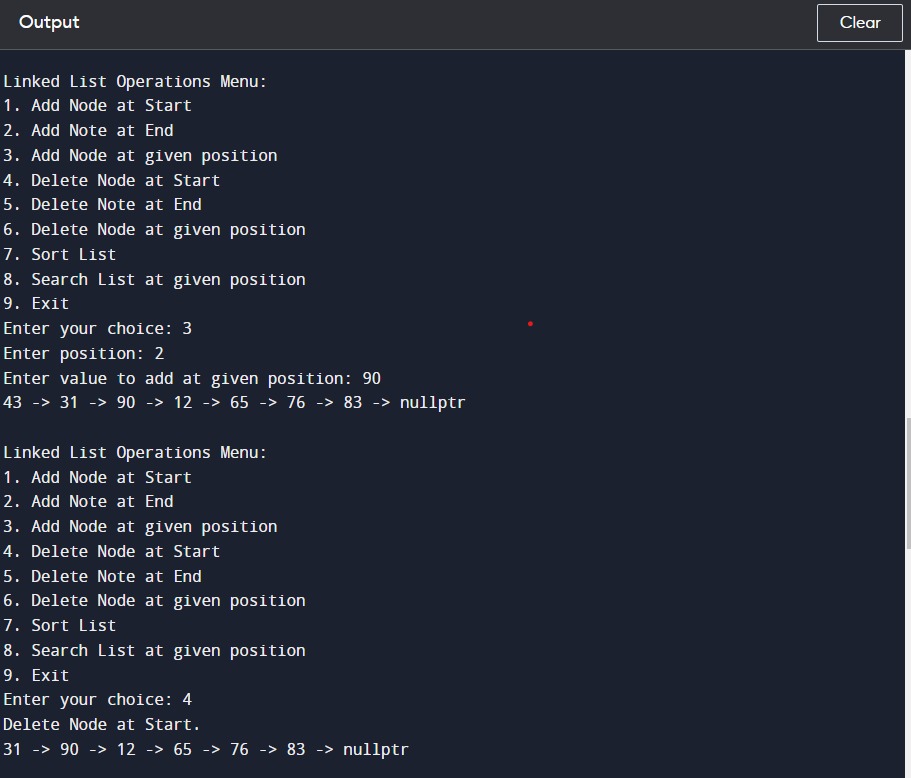 Output
Clear
Linked List Operations Menu:
1. Add Node at Start
2. Add Note at End
3. Add Node at given position
4. Delete Node at Start
5. Delete Note at End
6. Delete Node at given position
7. Sort List
8. Search List at given position
9. Exit
Enter your choice: 3
Enter position: 2
Enter value to add at given position: 90
43 -> 31 -> 90 -> 12 -> 65 -> 76 -> 83 -> nullptr
Linked List Operations Menu:
1. Add Node at Start
2. Add Note at End
3. Add Node at given position
4. Delete Node at Start
5. Delete Note at End
6. Delete Node at given position
7. Sort List
8. Search List at given position
9. Exit
Enter your choice: 4
Delete Node at Start.
31 -> 90 -> 12 -> 65 -> 76 -> 83 -> nullptr